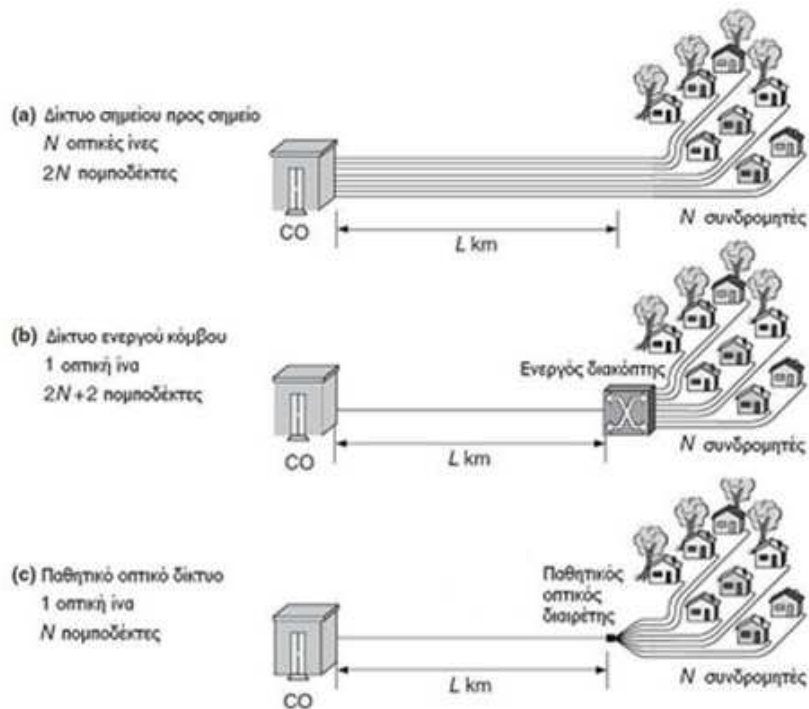 (a) Δίκτυο σημείου προς σημείο
N οπτικές ίνες
2N πομποδέκτες
CO
L km
N συνδρομητές
(b) Δίκτυο ενεργού κόμβου
1 οπτική ίνα
2N+2 πομποδέκτες
Ενεργός διακόπτης
CO
L km
N συνδρομητές
(c) Παθητικό οπτικό δίκτυο
1 οπτική ίνα
N πομποδέκτες
Παθητικός
οπτικός
διαιρέτης
CO
L km
N συνδρομητές